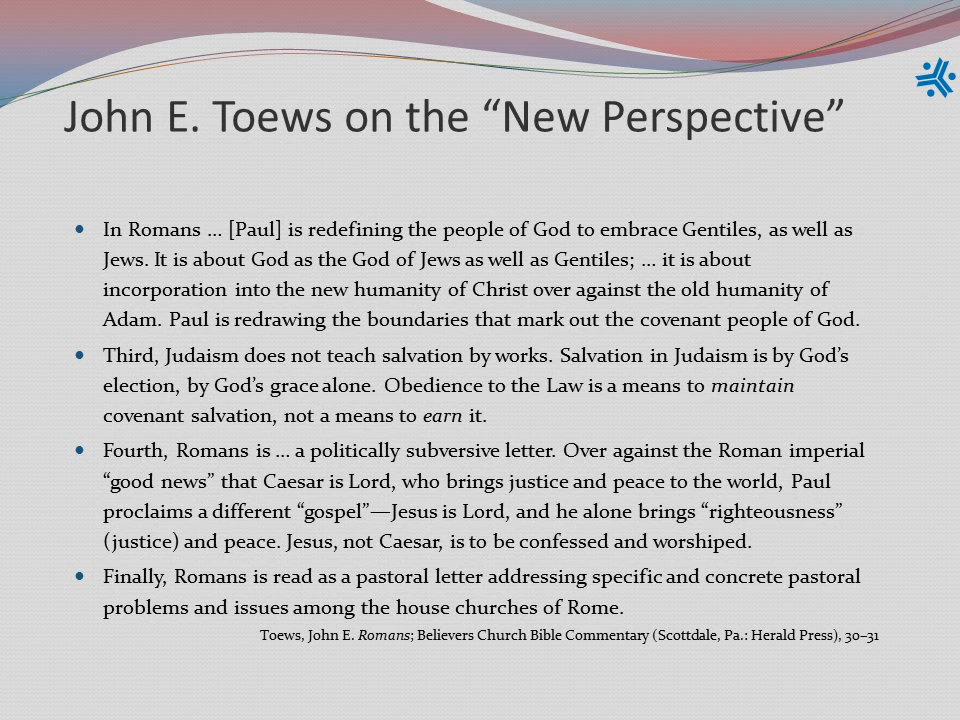 John E. Toews on the “New Perspective”
• In Romans … [Paul] is redefining the people of God to embrace Gentiles, as well as
Jews. It is about God as the God of Jews as well as Gentiles; … it is about
incorporation into the new humanity of Christ over against the old humanity of
Adam. Paul is redrawing the boundaries that mark out the covenant people of God.
• Third, Judaism does not teach salvation by works. Salvation in Judaism is by God’s
election, by God’s grace alone. Obedience to the Law is a means to maintain
covenant salvation, not a means to earn it.
• Fourth, Romans is … a politically subversive letter. Over against the Roman imperial
“good news” that Caesar is Lord, who brings justice and peace to the world, Paul
proclaims a different “gospel”—Jesus is Lord, and he alone brings “righteousness”
(justice) and peace. Jesus, not Caesar, is to be confessed and worshiped.
• Finally, Romans is read as a pastoral letter addressing specific and concrete pastoral
problems and issues among the house churches of Rome.
Toews, John E. Romans; Believers Church Bible Commentary (Scottdale, Pa.: Herald Press), 30–31